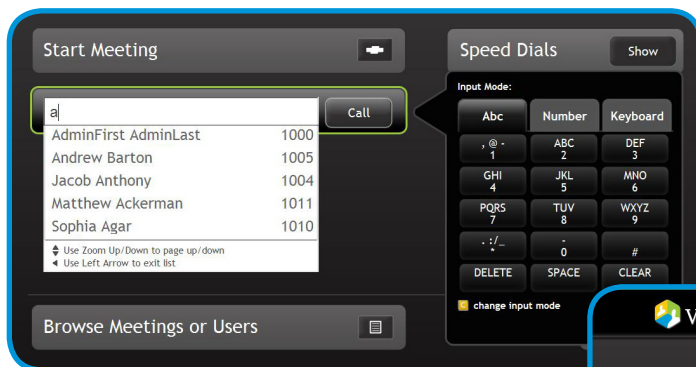 Start Meeting
a
Call
AdminFirst AdminLast 1000
Andrew Barton 1005
Jacob Anthony 1004
Matthew Ackerman 1011
Sophia Agar 1010
Use Zoom Up/Down to page up/down
Use Left Arrow to exit list
Browse Meetings or Users
Speed Dials
Show
Input Mode:
Abc Number Keyboard
, @ - ABC DEF
1 2 3
GHI JKL MNO
4 5 6
PQRS TUV WXYZ
7 8 9
. :/_ -
* 0 #
DELETE SPACE CLEAR
C change input mode
V